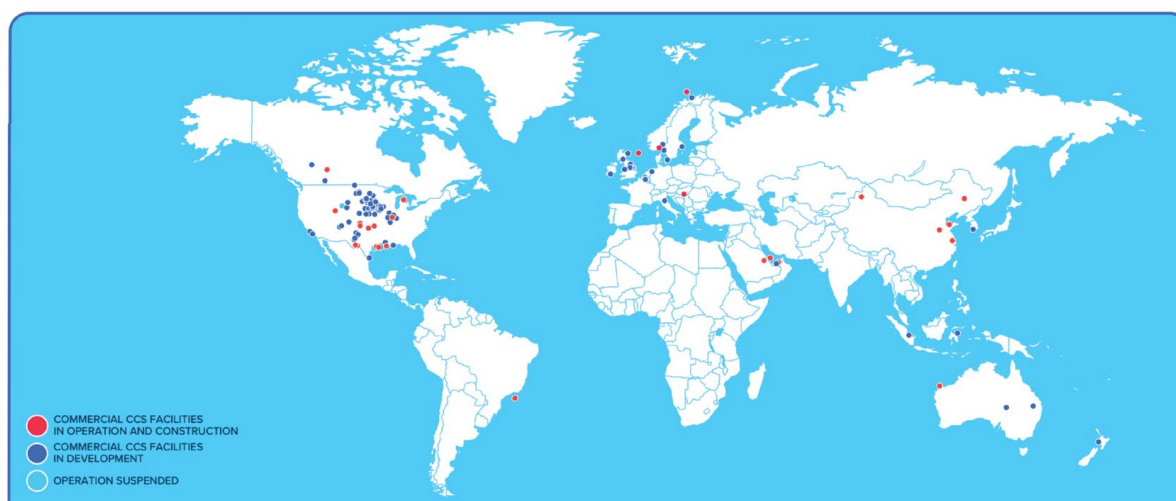 COMMERCIAL CCS FACILITIES
IN OPERATION AND CONSTRUCTION
COMMERCIAL CCS FACILITIES
IN DEVELOPMENT
OPERATION SUSPENDED